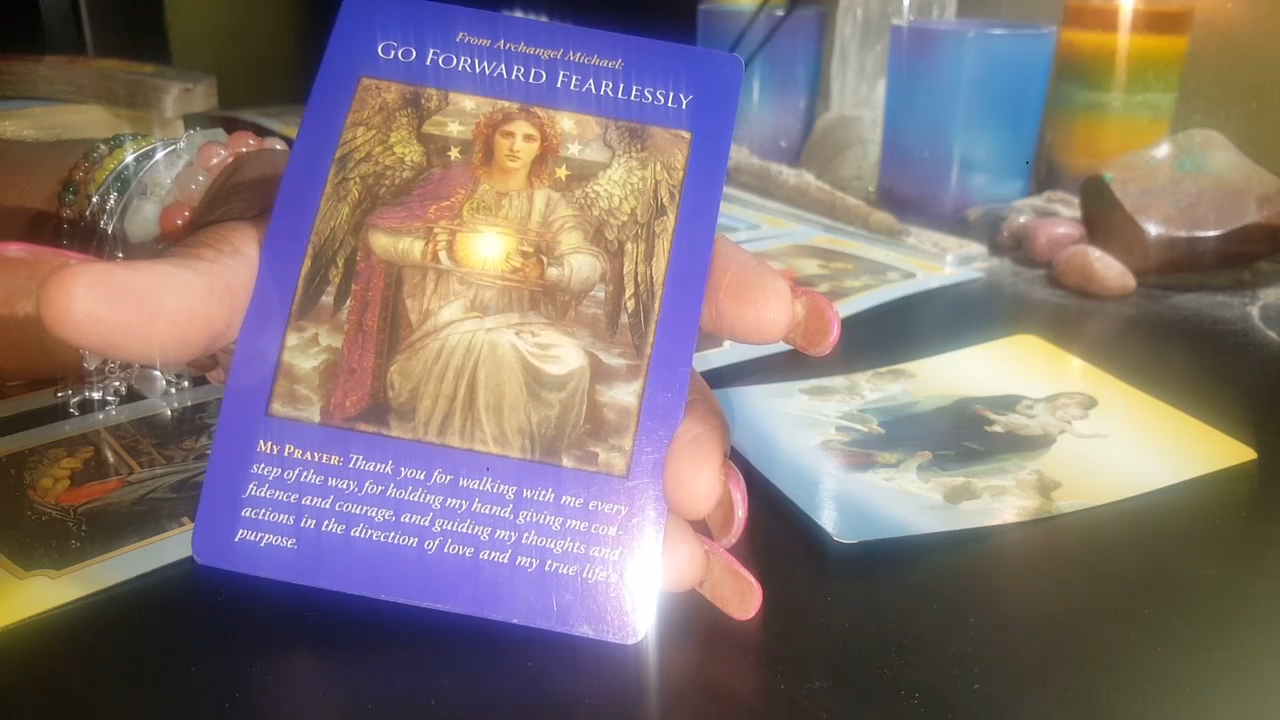 From Archangel Michael:
GO FORWARD FEARLESSLY
MY PRAYER: Thank you for walking with me every
step of the way, for holding my hand, giving me con-
fidence and courage, and guiding my thoughts and
actions in the direction of love and my true life's
purpose.